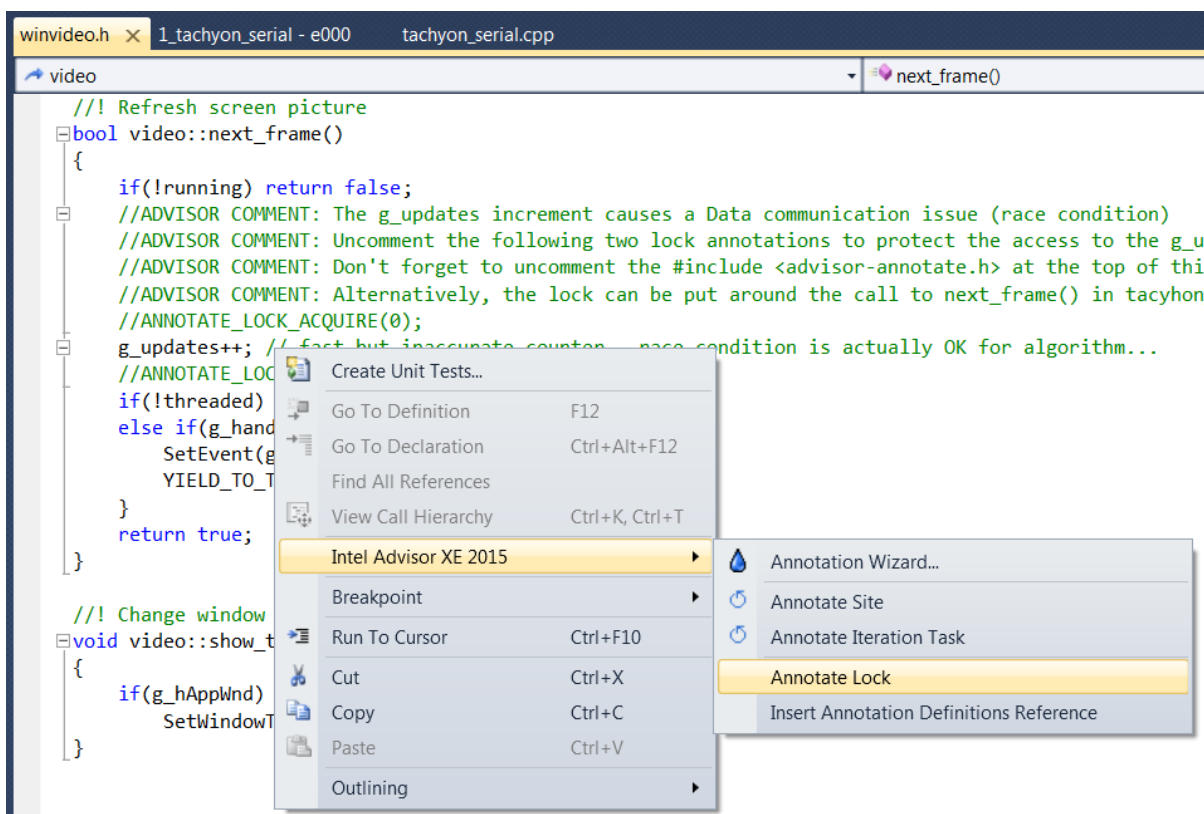 winvideo.h 1_tachyon_serial - e000 tachyon_serial.cpp
video next_frame()
//! Refresh screen picture
bool video::next_frame()
{
if(!running) return false;
//ADVISOR COMMENT: The g_updates increment causes a Data communication issue (race condition)
//ADVISOR COMMENT: Uncomment the following two lock annotations to protect the access to the g_u
//ADVISOR COMMENT: Don't forget to uncomment the #include <advisor-annotate.h> at the top of thi
//ADVISOR COMMENT: Alternatively, the lock can be put around the call to next_frame() in tacyhon
//ANNOTATE_LOCK_ACQUIRE(0);
g_updates++; // fast but inaccurate counter. race condition is actually OK for algorithm...
//ANNOTATE_LOC
if(!threaded)
else if(g_hand
SetEvent(g
YIELD_TO_T
}
return true;
}
//! Change window
void video::show_t
{
if(g_hAppWnd)
SetWindowT
}
Create Unit Tests...
Go To Definition F12
Go To Declaration Ctrl+Alt+F12
Find All References
View Call Hierarchy Ctrl+K, Ctrl+T
Intel Advisor XE 2015
Breakpoint
Run To Cursor Ctrl+F10
Cut Ctrl+X
Copy Ctrl+C
Paste Ctrl+V
Outlining
Annotation Wizard...
Annotate Site
Annotate Iteration Task
Annotate Lock
Insert Annotation Definitions Reference